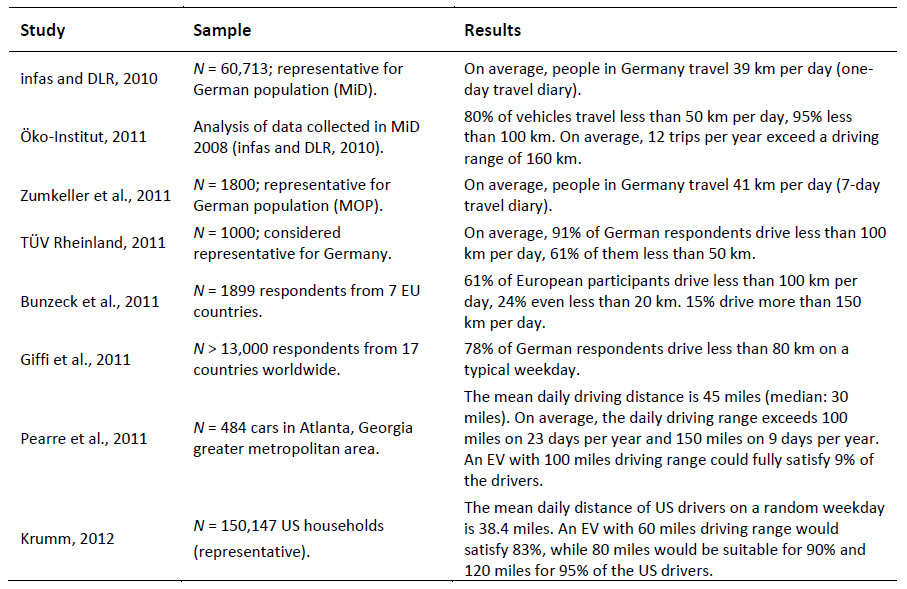 Study Sample Results
infas and DLR, 2010
N = 60,713; representative for
German population (MiD).
On average, people in Germany travel 39 km per day (one-
day travel diary).
Öko-Institut, 2011
Analysis of data collected in MiD
2008 (infas and DLR, 2010).
80% of vehicles travel less than 50 km per day, 95% less
than 100 km. On average, 12 trips per year exceed a driving
range of 160 km.
Zumkeller et al., 2011
N = 1800; representative for
German population (MOP).
On average, people in Germany travel 41 km per day (7-day
travel diary).
TÜV Rheinland, 2011
N = 1000; considered
representative for Germany.
On average, 91% of German respondents drive less than 100
km per day, 61% of them less than 50 km.
Bunzeck et al., 2011
N = 1899 respondents from 7 EU
countries.
61% of European participants drive less than 100 km per
day, 24% even less than 20 km. 15% drive more than 150
km per day.
Giffi et al., 2011
N > 13,000 respondents from 17
countries worldwide.
78% of German respondents drive less than 80 km on a
typical weekday.
Pearre et al., 2011
N = 484 cars in Atlanta, Georgia
greater metropolitan area.
The mean daily driving distance is 45 miles (median: 30
miles). On average, the daily driving range exceeds 100
miles on 23 days per year and 150 miles on 9 days per year.
An EV with 100 miles driving range could fully satisfy 9% of
the drivers.
Krumm, 2012
N = 150,147 US households
(representative).
The mean daily distance of US drivers on a random weekday
is 38.4 miles. An EV with 60 miles driving range would
satisfy 83%, while 80 miles would be suitable for 90% and
120 miles for 95% of the US drivers.